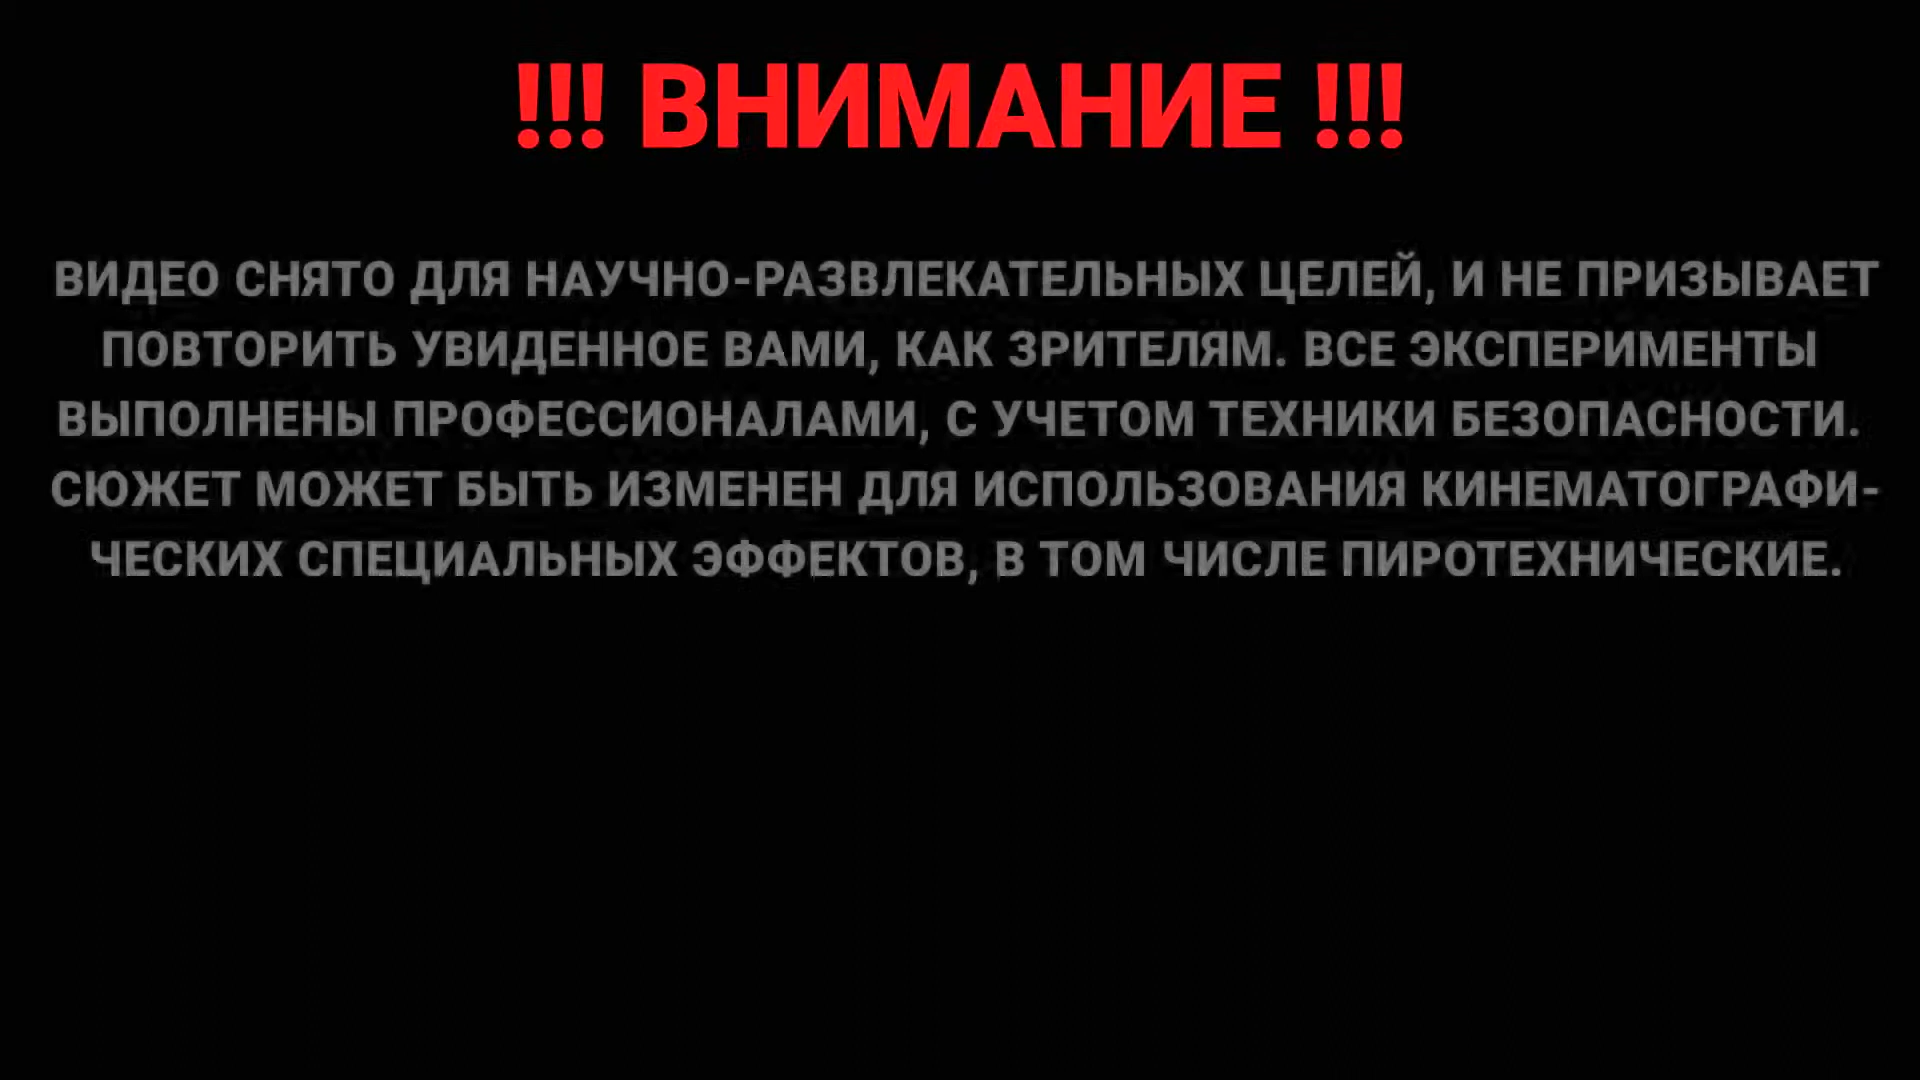 !!! ВНИМАНИЕ !!!
ВИДЕО СНЯТО ДЛЯ НАУЧНО-РАЗВЛЕКАТЕЛЬНЫХ ЦЕЛЕЙ, И НЕ ПРИЗЫВАЕТ
ПОВТОРИТЬ УВИДЕННОЕ ВАМИ, КАК ЗРИТЕЛЯМ. ВСЕ ЭКСПЕРИМЕНТЫ
ВЫПОЛНЕНЫ ПРОФЕССИОНАЛАМИ, С УЧЕТОМ ТЕХНИКИ БЕЗОПАСНОСТИ.
СЮЖЕТ МОЖЕТ БЫТЬ ИЗМЕНЕН ДЛЯ ИСПОЛЬЗОВАНИЯ КИНЕМАТОГРАФИ-
ЧЕСКИХ СПЕЦИАЛЬНЫХ ЭФФЕКТОВ, В ТОМ ЧИСЛЕ ПИРОТЕХНИЧЕСКИЕ.